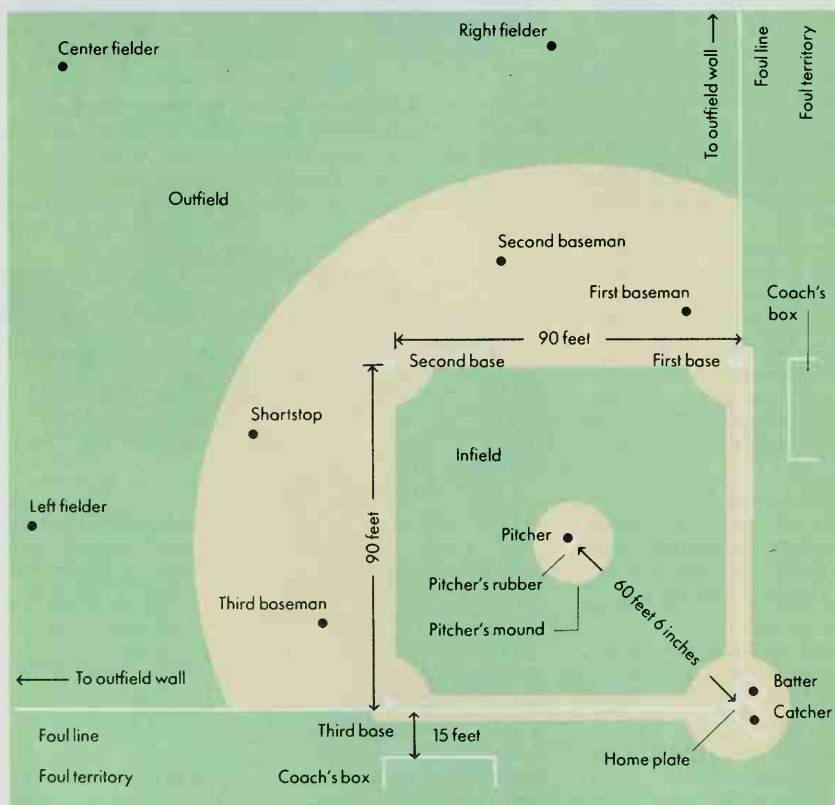 Center fielder
Right fielder
To outfield wall
Foul line
Foul territory
Outfield
Second baseman
First baseman
Coach's
box
90 feet
Second base
First base
Shartstop
Infield
Left fielder
90 feet
Pitcher
Pitcher's rubber
60 feet 6 inches
Third baseman
Pitcher's mound
To outfield wall
Batter
Catcher
Third base
15 feet
Foul line
Home plate
Foul territory
Coach's box